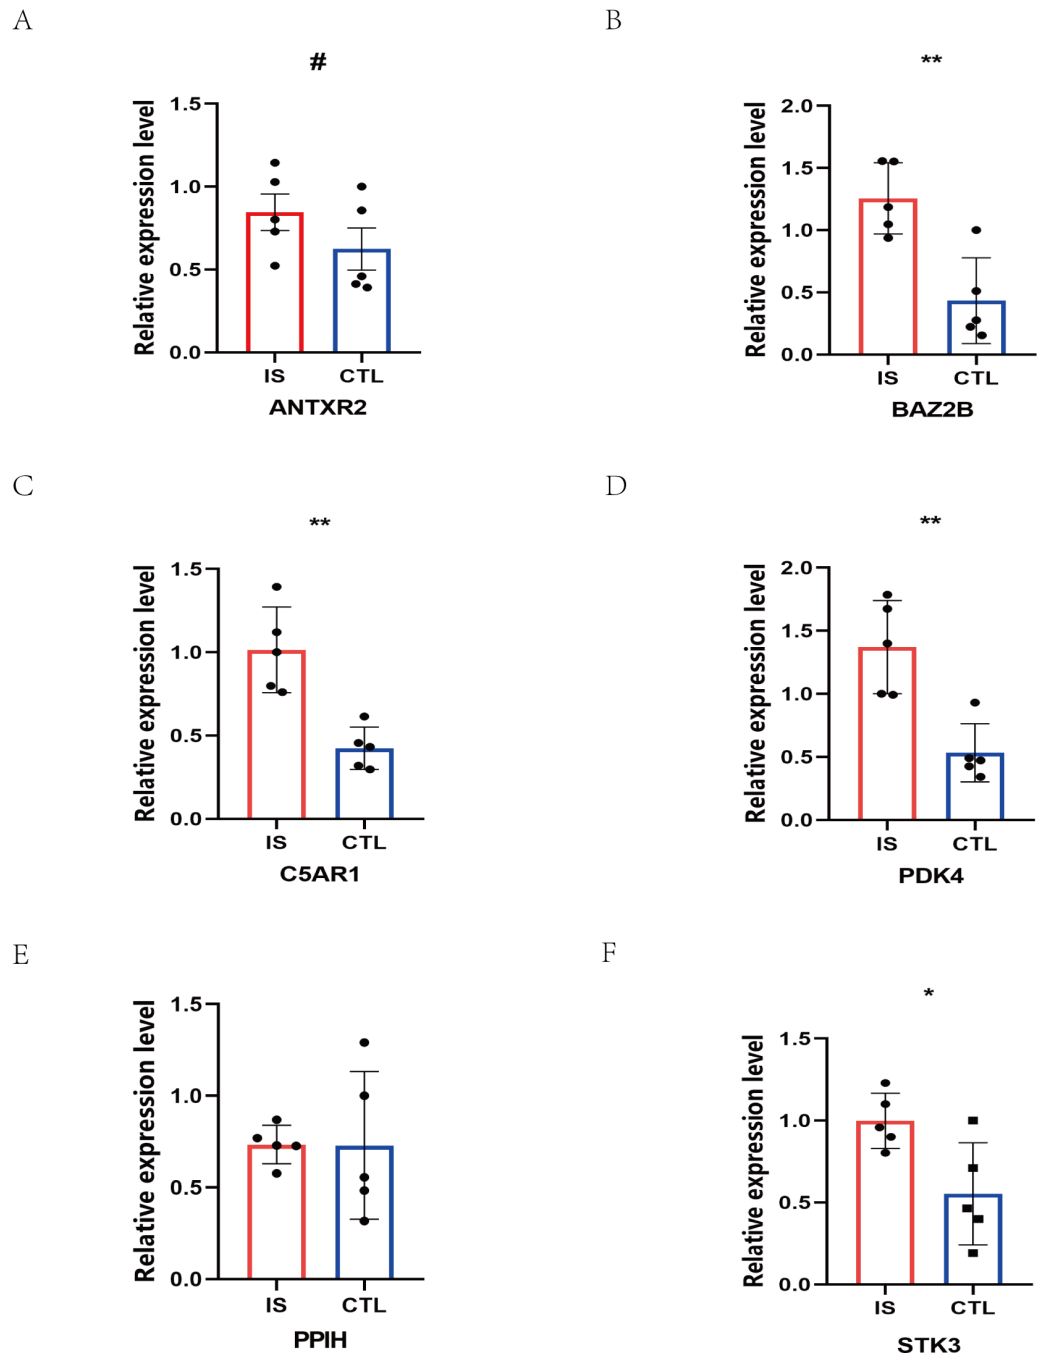 A
#
Relative expression level
1.5
1.0
0.5
0.0
IS CTL
ANTXR2
B
**
Relative expression level
2.0
1.5
1.0
0.5
0.0
IS CTL
BAZ2B
C
**
Relative expression level
1.5
1.0
0.5
0.0
IS CTL
C5AR1
D
**
Relative expression level
2.0
1.5
1.0
0.5
0.0
IS CTL
PDK4
E
Relative expression level
1.5
1.0
0.5
0.0
IS CTL
PPIH
F
*
Relative expression level
1.5
1.0
0.5
0.0
IS CTL
STK3